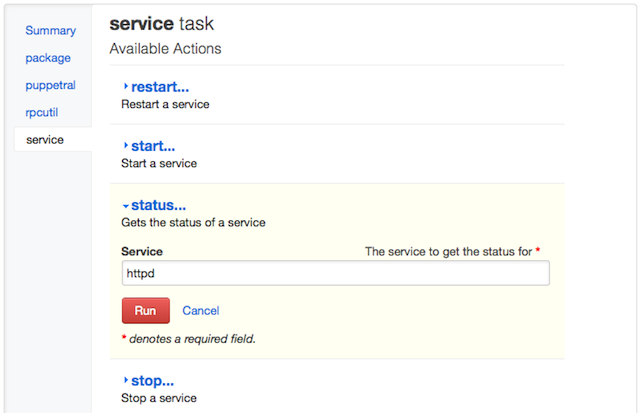 Summary
package
puppetral
rpcutil
service
service task
Available Actions
restart...
Restart a service
start...
Start a service
status...
Gets the status of a service
Service The service to get the status for *
httpd
Run Cancel
* denotes a required field.
stop...
Stop a service